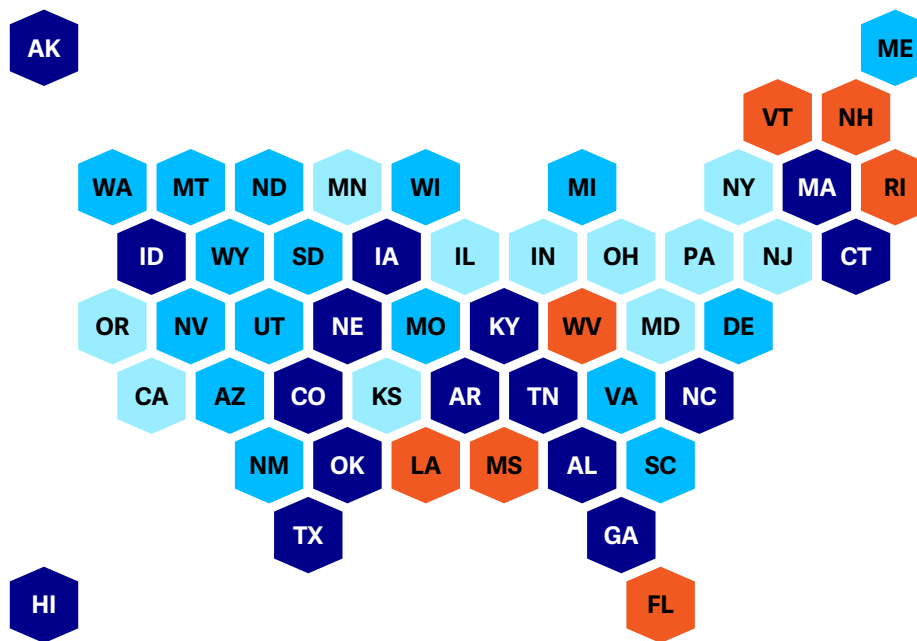 AK ME
VT NH
WA MT ND MN WI MI NY MA RI
ID WY SD IA IL IN OH PA NJ CT
OR NV UT NE MO KY WV MD DE
CA AZ CO KS AR TN VA NC
NM OK LA MS AL SC
TX GA
HI FL